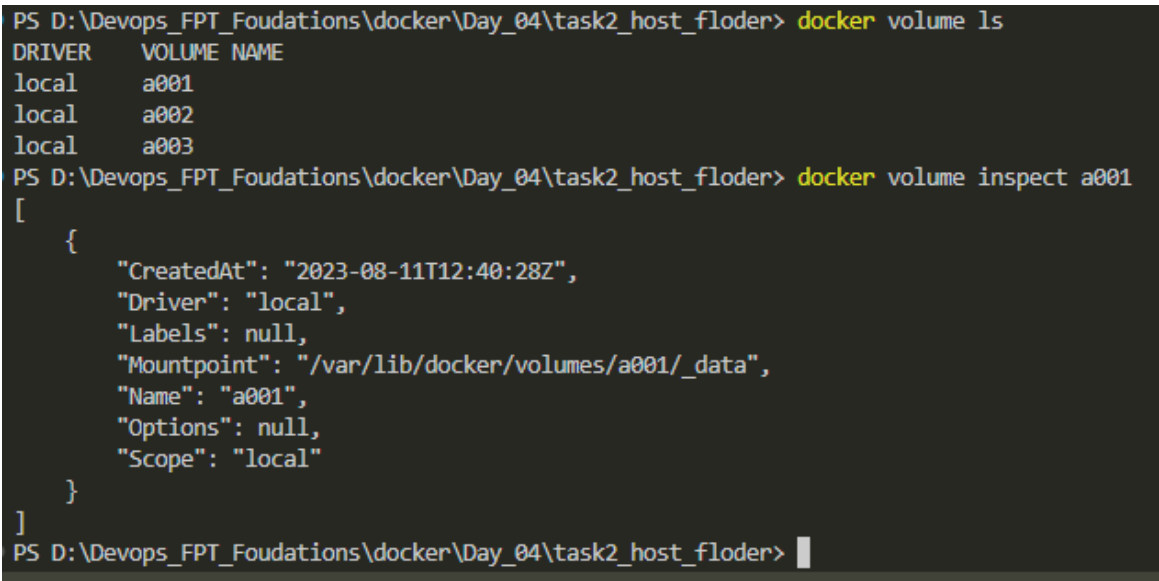 PS D:\Devops_FPT_Foudations\docker\Day_04\task2_host_floder> docker volume ls
DRIVER    VOLUME NAME
local     a001
local     a002
local     a003
PS D:\Devops_FPT_Foudations\docker\Day_04\task2_host_floder> docker volume inspect a001
[
    {
        "CreatedAt": "2023-08-11T12:40:28Z",
        "Driver": "local",
        "Labels": null,
        "Mountpoint": "/var/lib/docker/volumes/a001/_data",
        "Name": "a001",
        "Options": null,
        "Scope": "local"
    }
]
PS D:\Devops_FPT_Foudations\docker\Day_04\task2_host_floder>